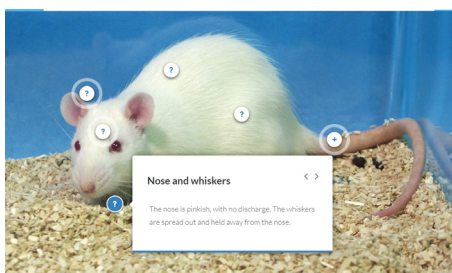 ?
?
?
?
+
Nose and whiskers
< >
?
The nose is pinkish, with no discharge. The whiskers
are spread out and held away from the nose.